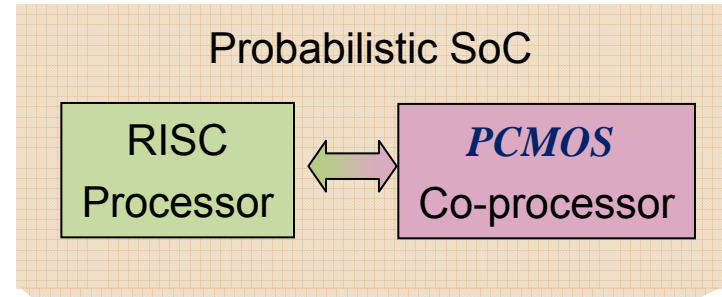 Probabilistic SoC
RISC
Processor
PCMOS
Co-processor